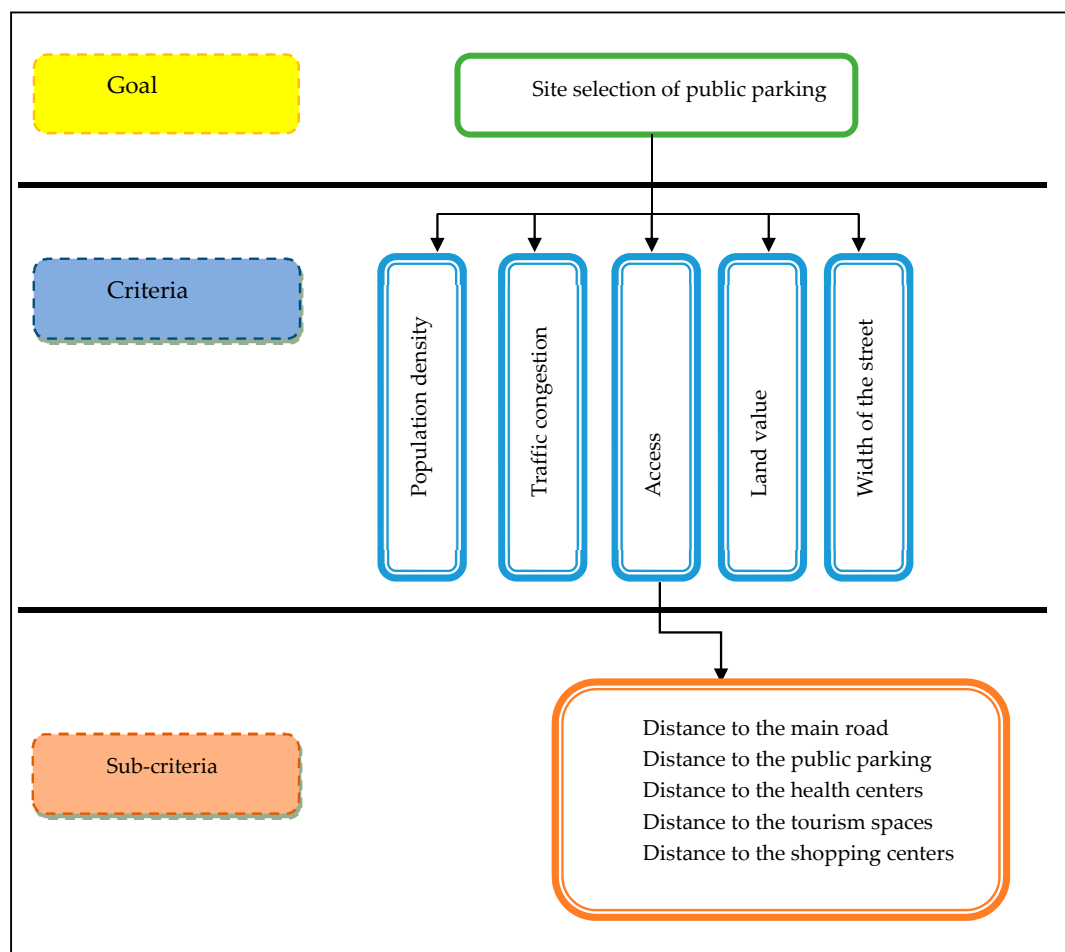 Goal
Site selection of public parking
Criteria
Population density
Traffic congestion
Access
Land value
Width of the street
Sub-criteria
Distance to the main road
Distance to the public parking
Distance to the health centers
Distance to the tourism spaces
Distance to the shopping centers